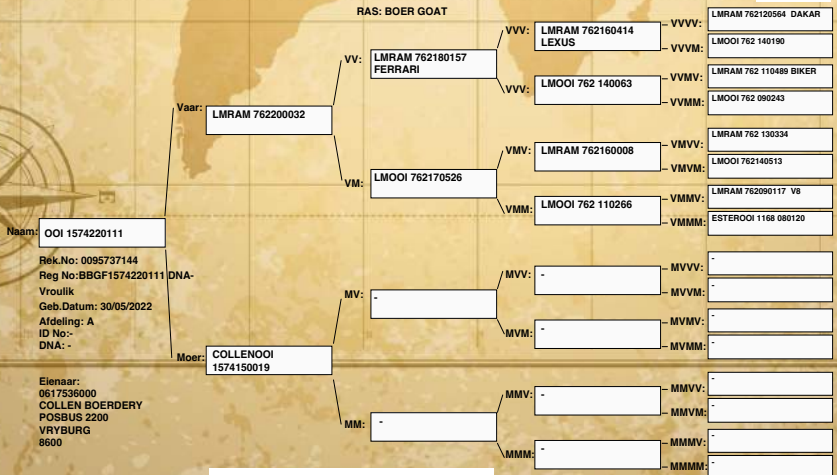 RAS: BOER GOAT
Naam:
OOI 1574220111
Rek.No: 0095737144
Reg No:BBGF1574220111 DNA-
Vroulik
Geb.Datum: 30/05/2022
Afdeling: A
ID No:-
DNA: -
Eienaar:
0617536000
COLLEN BOERDERY
POSBUS 2200
VRYBURG
8600
Vaar:
LMRAM 762200032
Moer:
COLLENOOI
1574150019
VV:
LMRAM 762180157
FERRARI
VM:
LMOOI 762170526
MV:
-
MM:
-
VVV:
LMRAM 762160414
LEXUS
VVV:
LMOOI 762 140063
VMV:
LMRAM 762160008
VMM:
LMOOI 762 110266
MVV:
-
MVM:
-
MMV:
-
MMM:
-
VVVV:
LMRAM 762120564 DAKAR
VVVM:
LMOOI 762 140190
VVMV:
LMRAM 762 110489 BIKER
VVMM:
LMOOI 762 090243
VMVV:
LMRAM 762 130334
VMVM:
LMOOI 762140513
VMMV:
LMRAM 762090117 V8
VMMM:
ESTEROOI 1168 080120
MVVV:
-
MVVM:
-
MVMV:
-
MVMM:
-
MMVV:
-
MMVM:
-
MMMV:
-
MMMM:
-